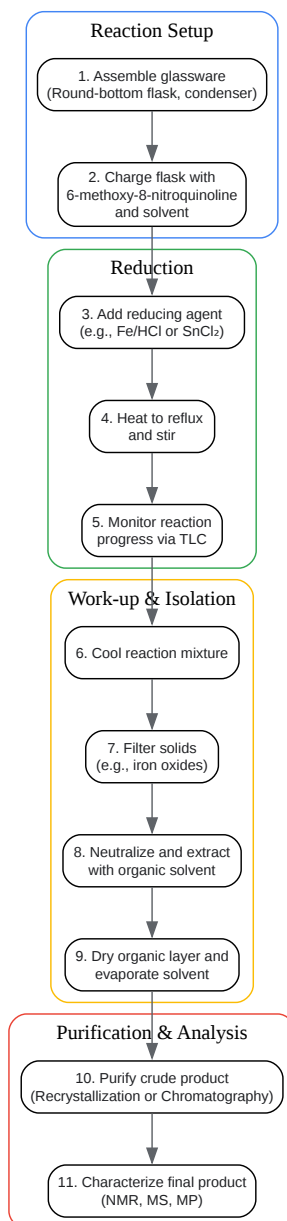 Reaction Setup
1. Assemble glassware
(Round-bottom flask, condenser)
2. Charge flask with
6-methoxy-8-nitroquinoline
and solvent
Reduction
3. Add reducing agent
(e.g., Fe/HCl or SnCl₂)
4. Heat to reflux
and stir
5. Monitor reaction
progress via TLC
Work-up & Isolation
6. Cool reaction mixture
7. Filter solids
(e.g., iron oxides)
8. Neutralize and extract
with organic solvent
9. Dry organic layer and
evaporate solvent
Purification & Analysis
10. Purify crude product
(Recrystallization or Chromatography)
11. Characterize final product
(NMR, MS, MP)